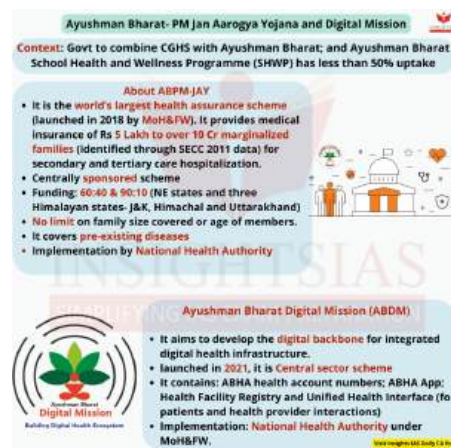 Ayushman Bharat- PM Jan Aarogya Yojana and Digital Mission
Context: Govt to combine CGHS with Ayushman Bharat; and Ayushman Bharat
School Health and Wellness Programme (SHWP) has less than 50% uptake
About ABPM-JAY
• It is the world's largest health assurance scheme
(launched in 2018 by MoH&FW). It provides medical
insurance of Rs 5 Lakh to over 10 Cr marginalized
families (identified through SECC 2011 data) for
secondary and tertiary care hospitalization.
• Centrally sponsored scheme
• Funding: 60:40 & 90:10 (NE states and three
Himalayan states- J&K, Himachal and Uttarakhand)
• No limit on family size covered or age of members.
• It covers pre-existing diseases
• Implementation by National Health Authority
INSIGHTSIAS
SIMPLIFYING
Ayushman Bharat Digital Mission (ABDM)
• It aims to develop the digital backbone for integrated
digital health infrastructure.
• launched in 2021, it is Central sector scheme
• It contains: ABHA health account numbers; ABHA App;
Health Facility Registry and Unified Health Interface (for
patients and health provider interactions)
• Implementation: National Health Authority under
MoH&FW.
Ayushman Bharat
Digital Mission
Building Digital Health Ecosystem